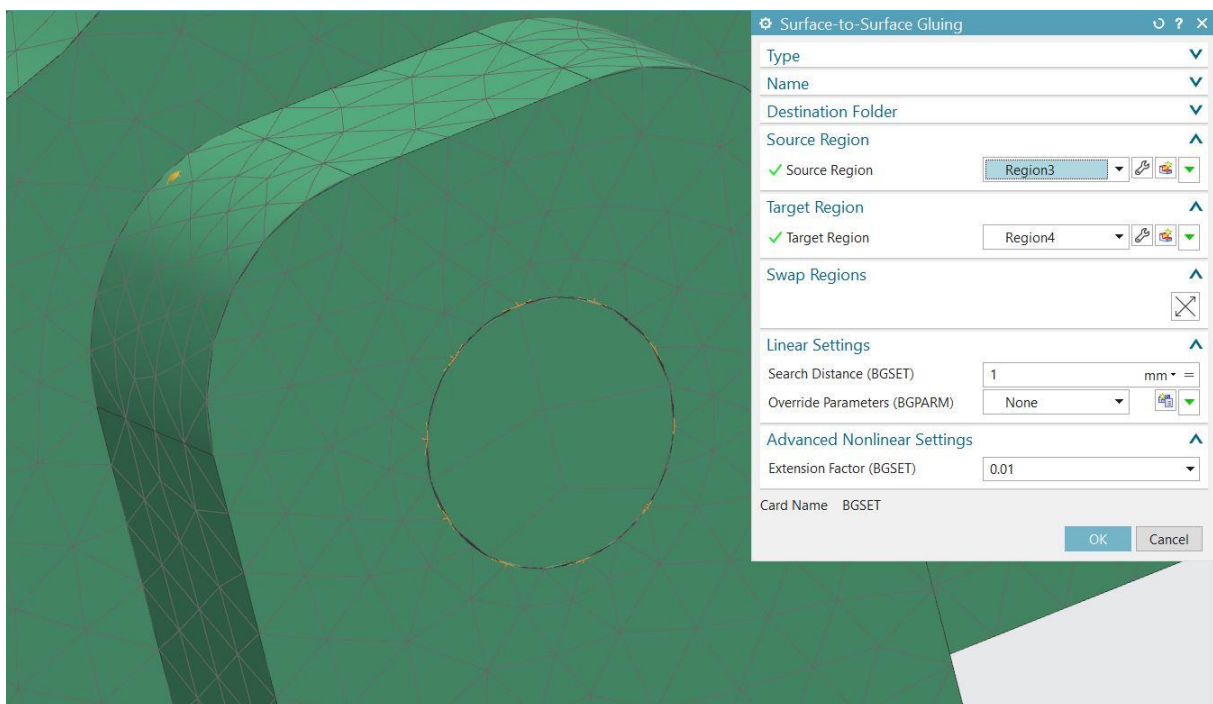 Surface-to-Surface Gluing
Type
Name
Destination Folder
Source Region
Source Region Region3
Target Region
Target Region Region4
Swap Regions
Linear Settings
Search Distance (BGSET) 1 mm =
Override Parameters (BGPARM) None
Advanced Nonlinear Settings
Extension Factor (BGSET) 0.01
Card Name BGSET
OK Cancel